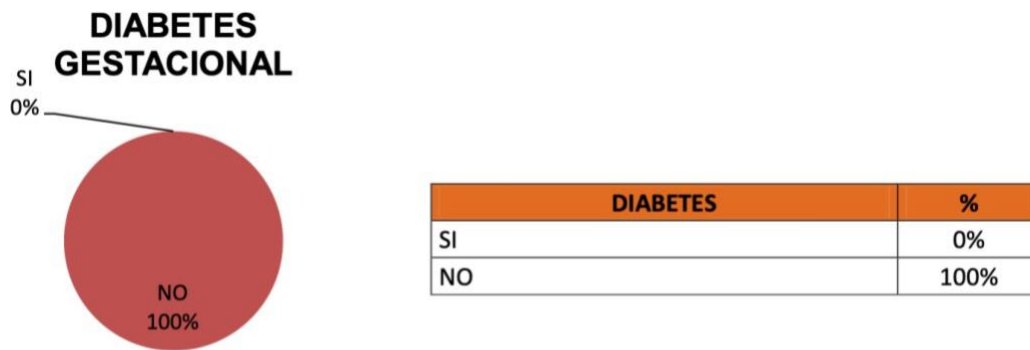 DIABETES
GESTACIONAL
SI
0%
NO
100%
DIABETES %
SI 0%
NO 100%